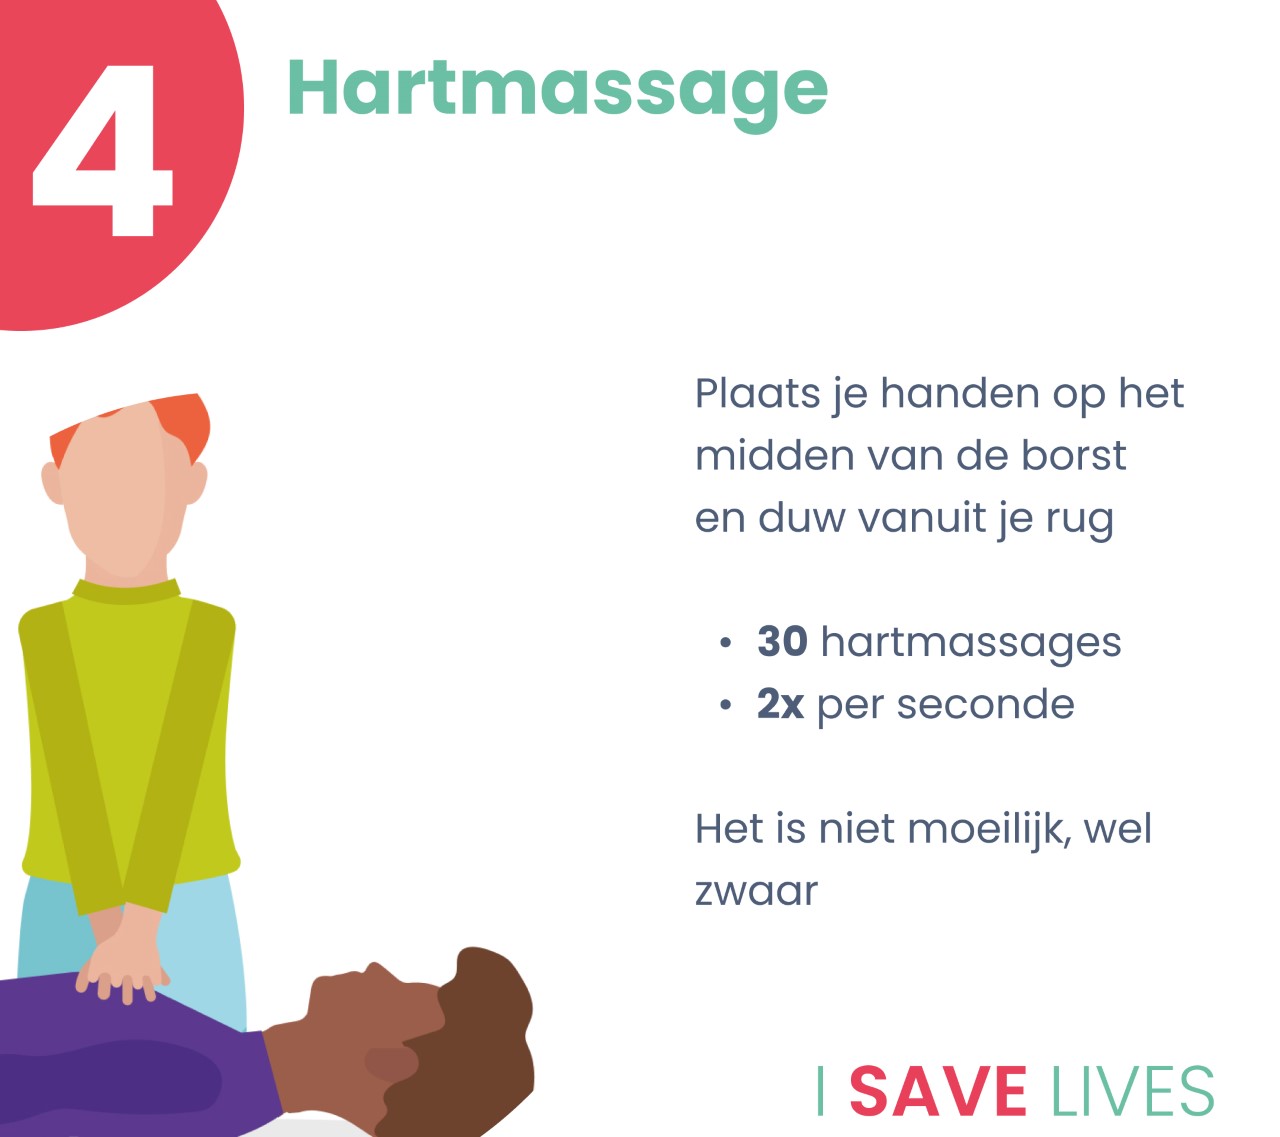 4
Hartmassage
Plaats je handen op het
midden van de borst
en duw vanuit je rug
• 30 hartmassages
• 2x per seconde
Het is niet moeilijk, wel
zwaar
I SAVE LIVES